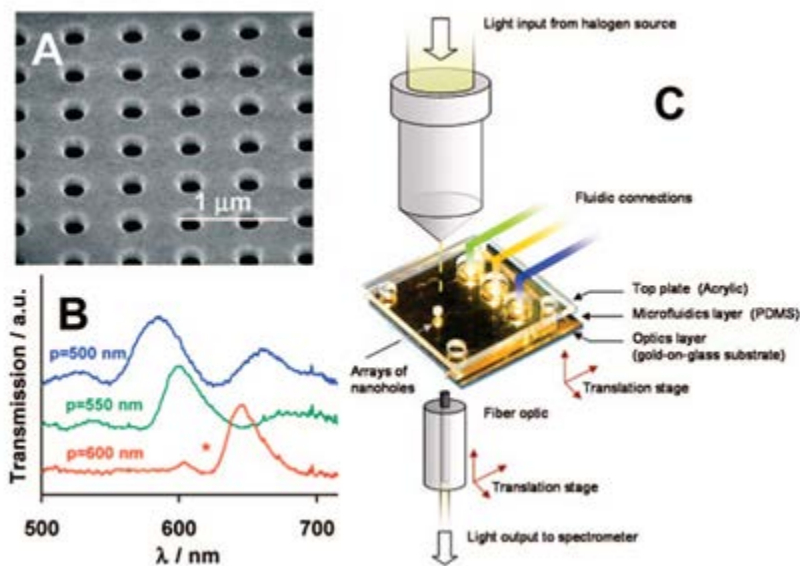 A
1 μm
B
Transmission / a.u.
p=500 nm
p=550 nm
p=600 nm
*
500
600
700
λ / nm
C
Light input from halogen source
Fluidic connections
Top plate (Acrylic)
Microfluidics layer (PDMS)
Optics layer
(gold-on-glass substrate)
Arrays of
nanoholes
Translation stage
Fiber optic
Translation stage
Light output to spectrometer